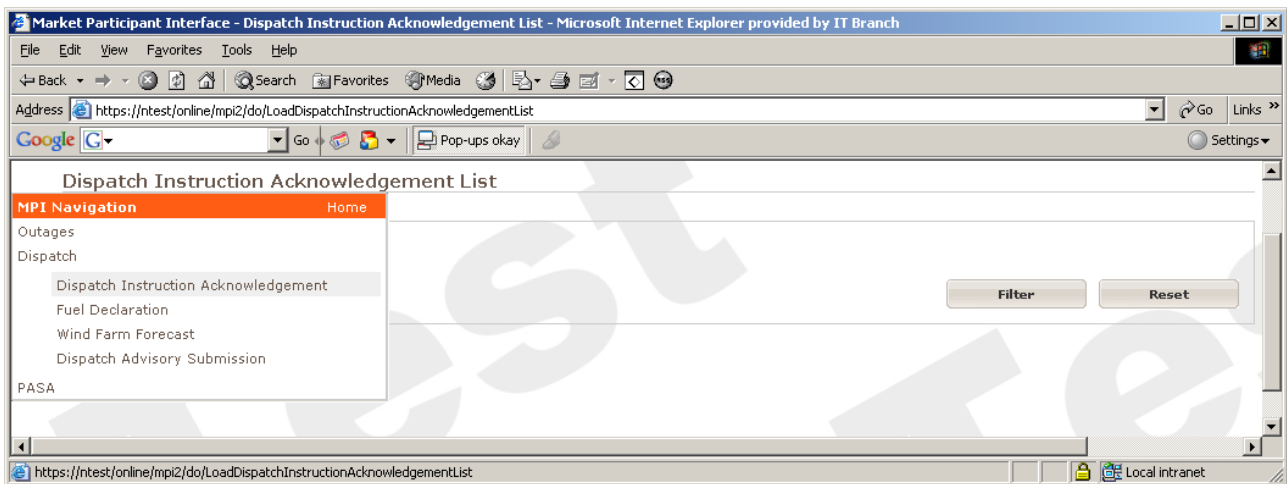 Market Participant Interface - Dispatch Instruction Acknowledgement List - Microsoft Internet Explorer provided by IT Branch
File Edit View Favorites Tools Help
Back Search Favorites Media RSS
Address https://ntest/online/mpi2/do/LoadDispatchInstructionAcknowledgementList Go Links »
Google G Go Pop-ups okay Settings
Dispatch Instruction Acknowledgement List
MPI Navigation Home
Outages
Dispatch
Dispatch Instruction Acknowledgement
Filter Reset
Fuel Declaration
Wind Farm Forecast
Dispatch Advisory Submission
PASA
Test Te
https://ntest/online/mpi2/do/LoadDispatchInstructionAcknowledgementList Local intranet